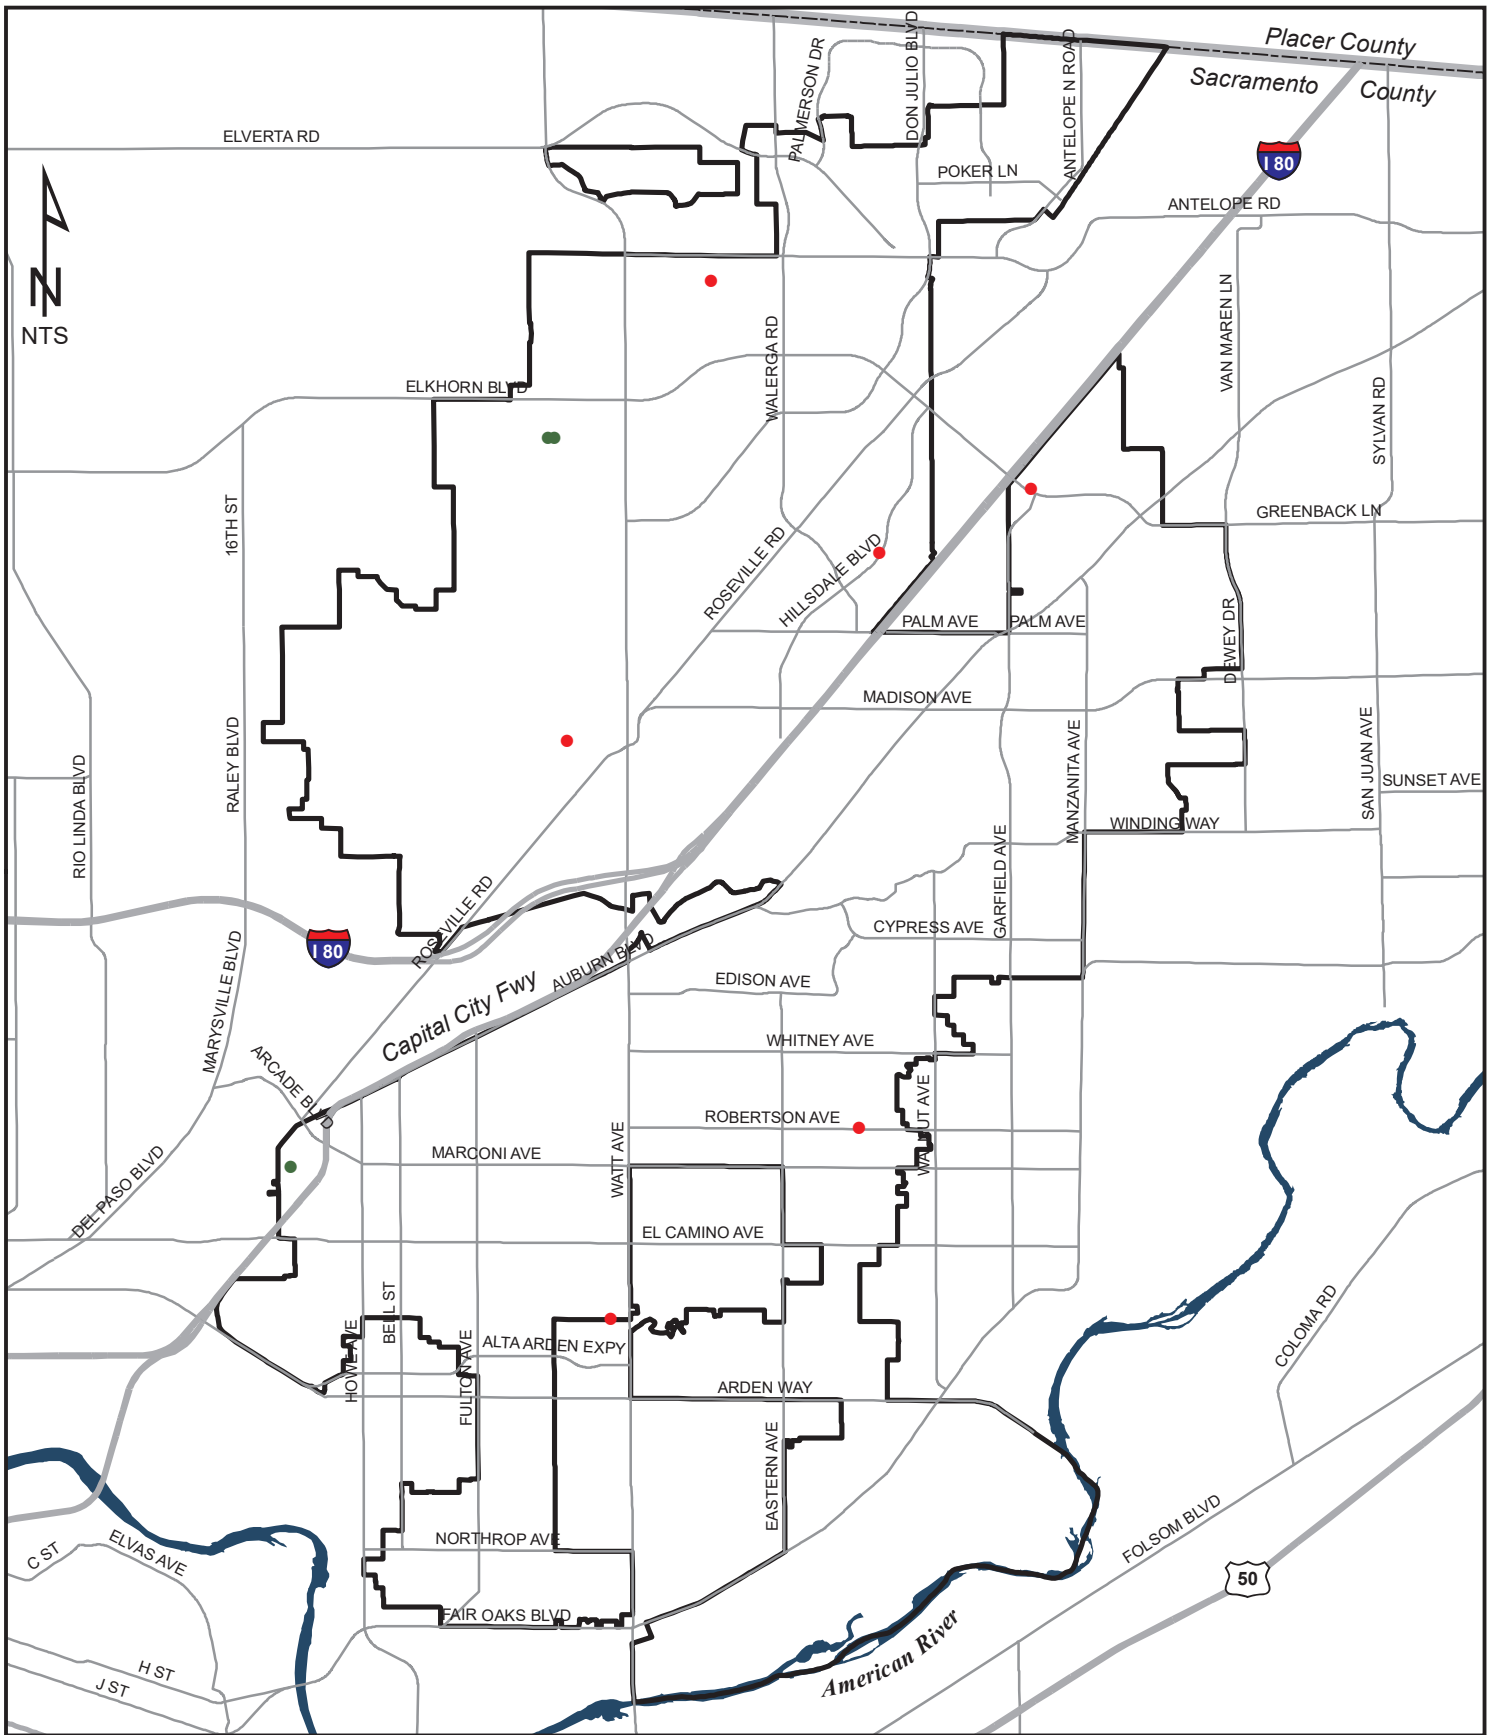 Placer County
Sacramento County
PALMERSON DR
DON JULIO BLVD
ANTELOPE N ROAD
ELVERTA RD
I 80
POKER LN
ANTELOPE RD
N
NTS
VAN MAREN LN
WALERGA RD
ELKHORN BLVD
SYLVAN RD
16TH ST
GREENBACK LN
ROSEVILLE RD
HILLSDALE BLVD
PALM AVE
PALM AVE
DEWEY DR
MADISON AVE
RALEY BLVD
RIO LINDA BLVD
MANZANITA AVE
SAN JUAN AVE
SUNSET AVE
WINDING WAY
GARFIELD AVE
ROSEVILLE RD
CYPRESS AVE
I 80
AUBURN BLVD
EDISON AVE
Capital City Fwy
MARYSVILLE BLVD
WHITNEY AVE
ARCADE BLVD
WALNUT AVE
ROBERTSON AVE
MARCONI AVE
WATT AVE
DEL PASO BLVD
EL CAMINO AVE
BELL ST
HOWE AVE
FULTON AVE
ALTA ARDEN EXPY
COLOMA RD
ARDEN WAY
EASTERN AVE
NORTHROP AVE
FOLSOM BLVD
C ST
ELVAS AVE
50
FAIR OAKS BLVD
American River
H ST
J ST